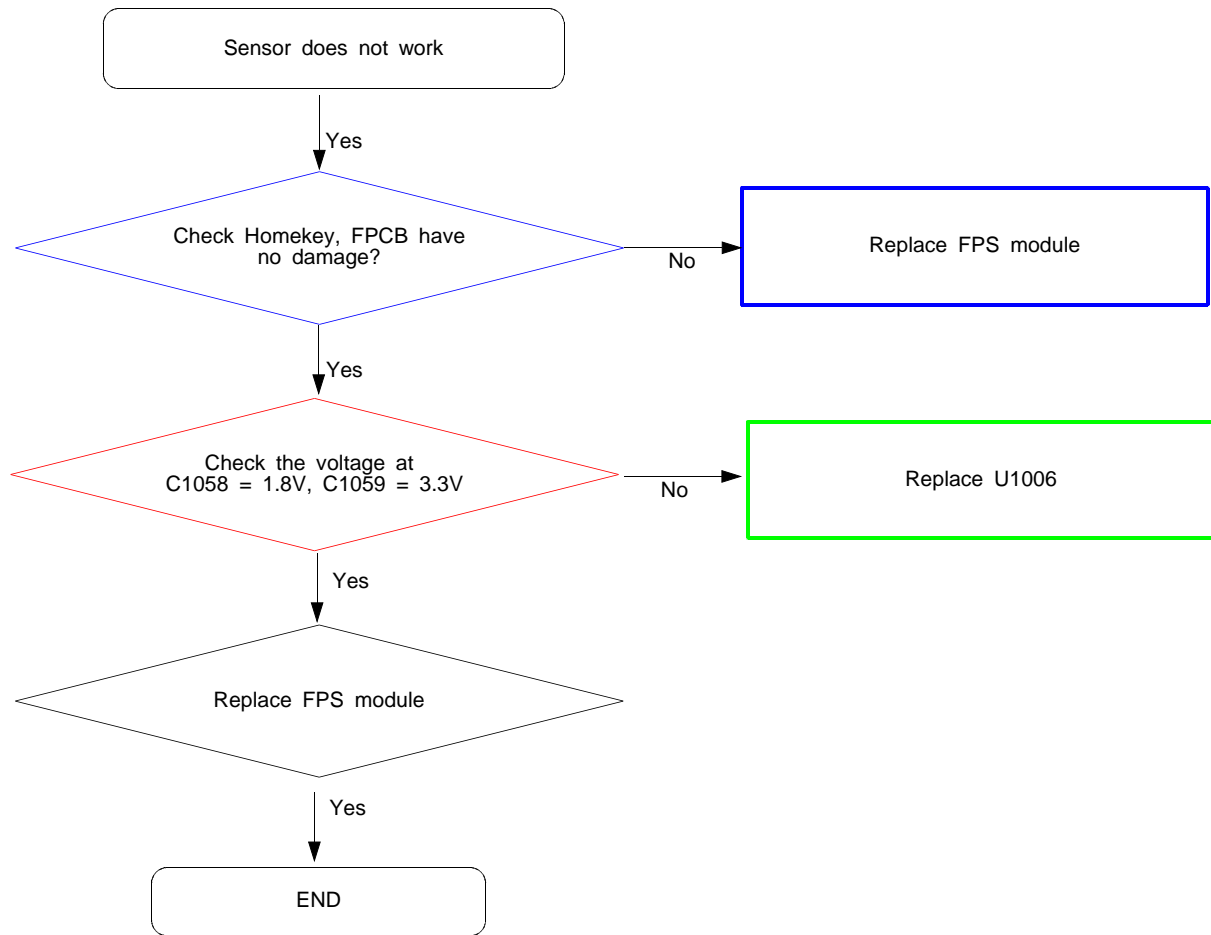 Sensor does not work
Yes
Check Homekey, FPCB have
no damage?
No
Replace FPS module
Yes
Check the voltage at
C1058 = 1.8V, C1059 = 3.3V
No
Replace U1006
Yes
Replace FPS module
Yes
END